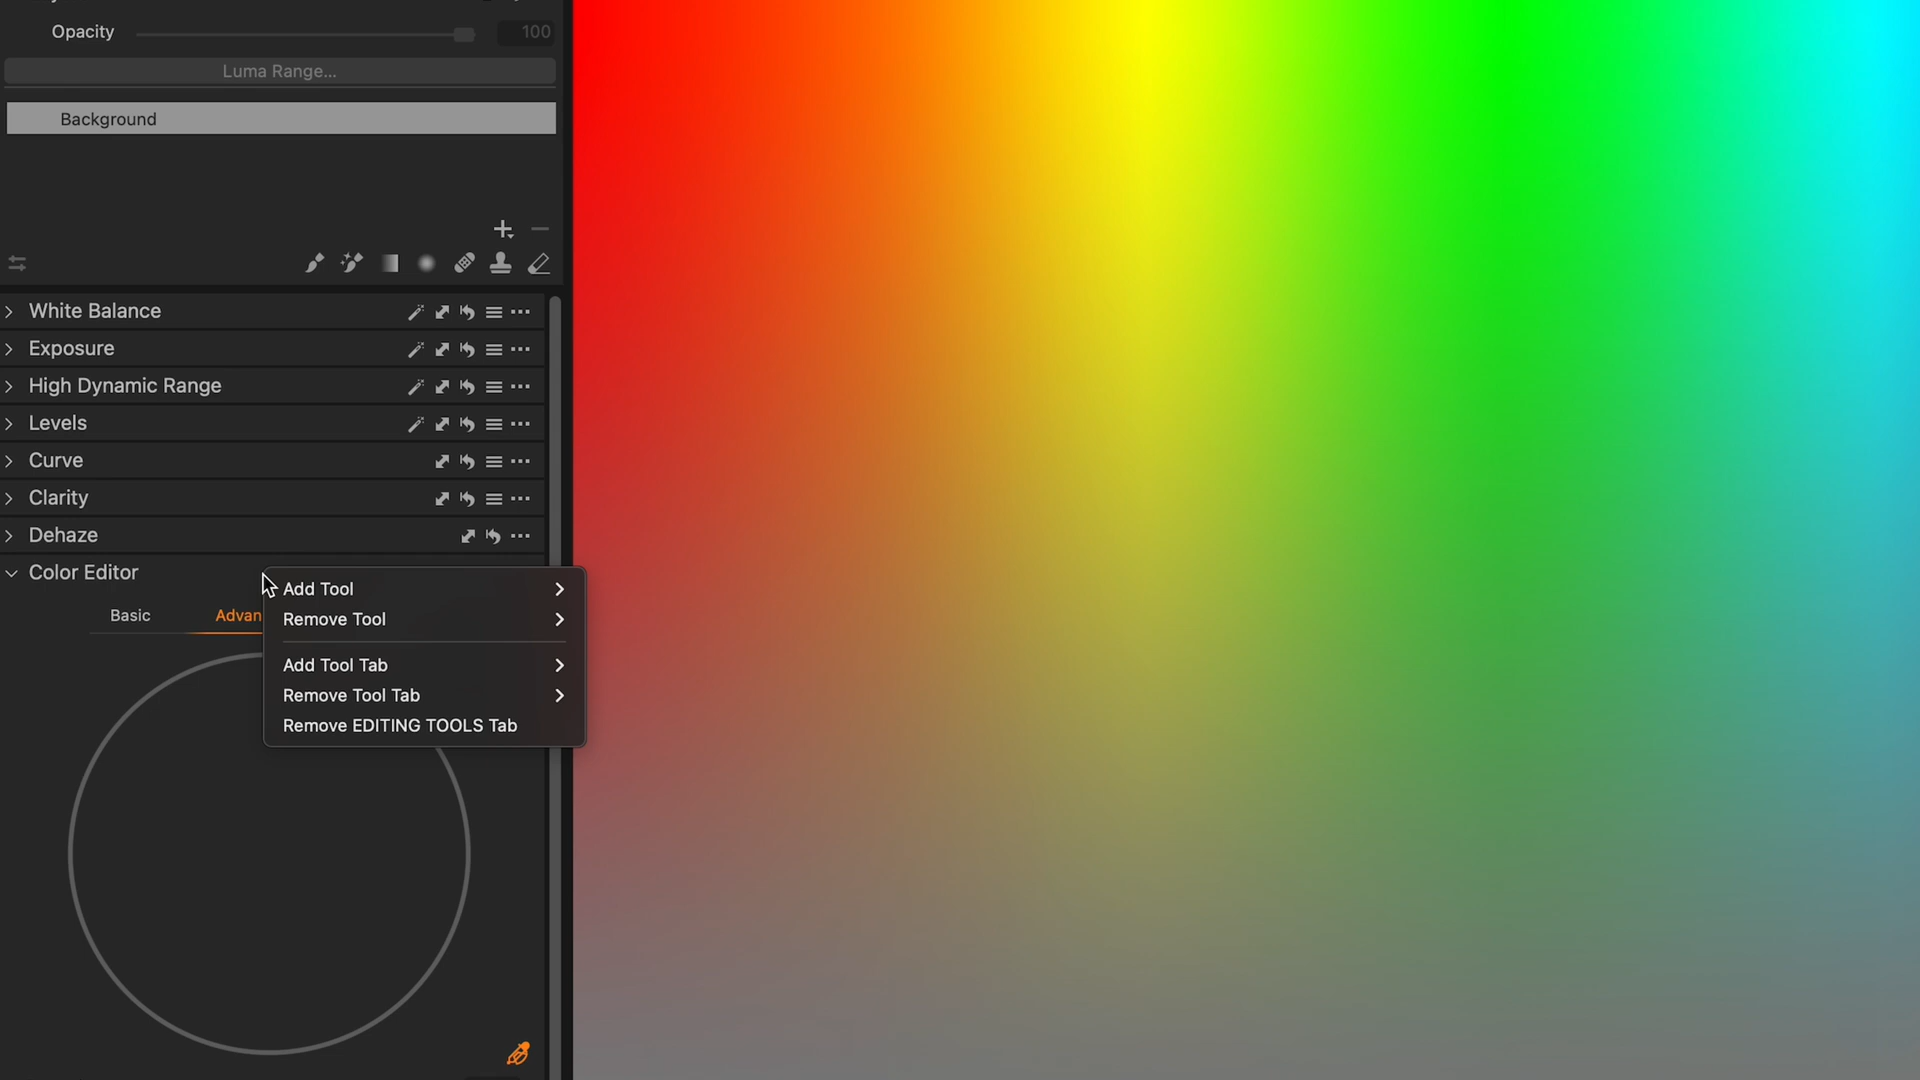 Opacity 100
Luma Range...
Background
White Balance
Exposure
High Dynamic Range
Levels
Curve
Clarity
Dehaze
Color Editor
Basic Advan
Add Tool
Remove Tool
Add Tool Tab
Remove Tool Tab
Remove EDITING TOOLS Tab